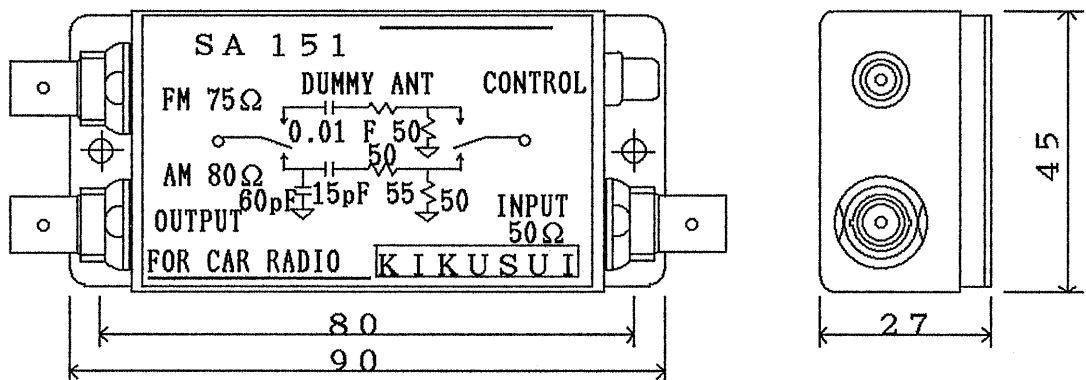 SA 151
DUMMY ANT CONTROL
FM 75Ω
0.01 F 50
50
AM 80Ω
60pF 15pF 55 50
OUTPUT INPUT
50Ω
FOR CAR RADIO KIKUSUI
80
90
27
45